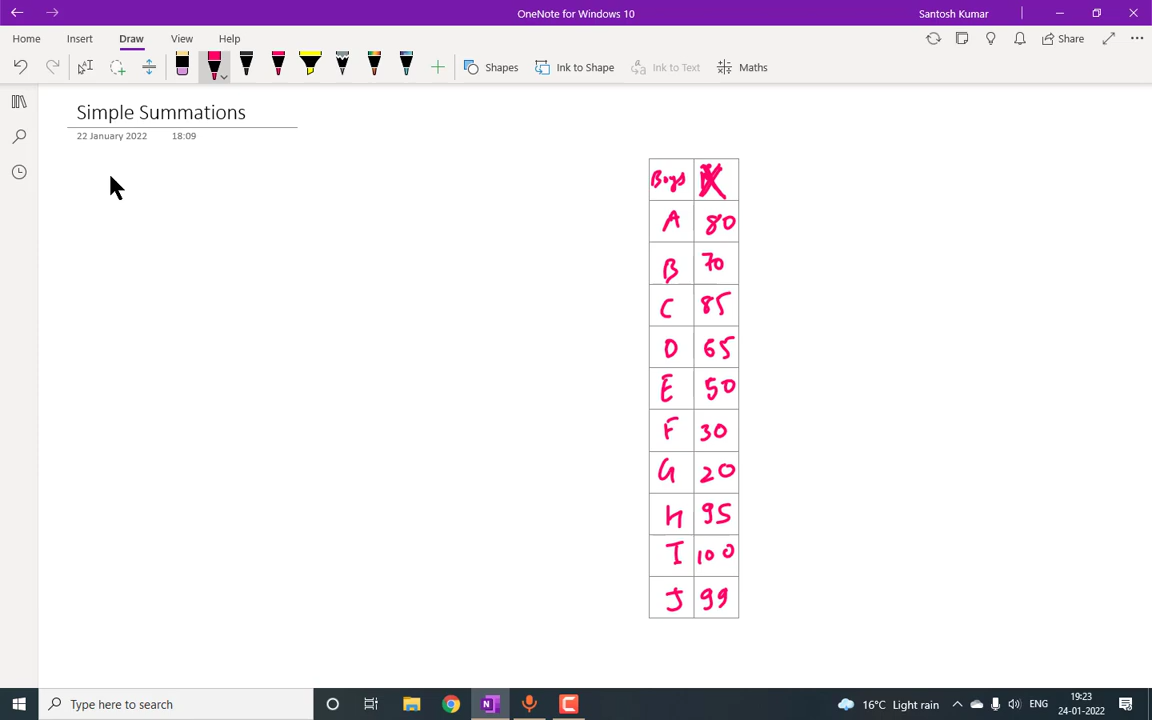 OneNote for Windows 10
Santosh Kumar
Home Insert Draw View Help
Share
Shapes Ink to Shape Ink to Text Maths
Simple Summations
22 January 2022 18:09
Boys X
A 80
B 70
C 85
D 65
E 50
F 30
G 20
H 95
I 100
J 99
Type here to search
16°C Light rain
ENG
19:23
24-01-2022